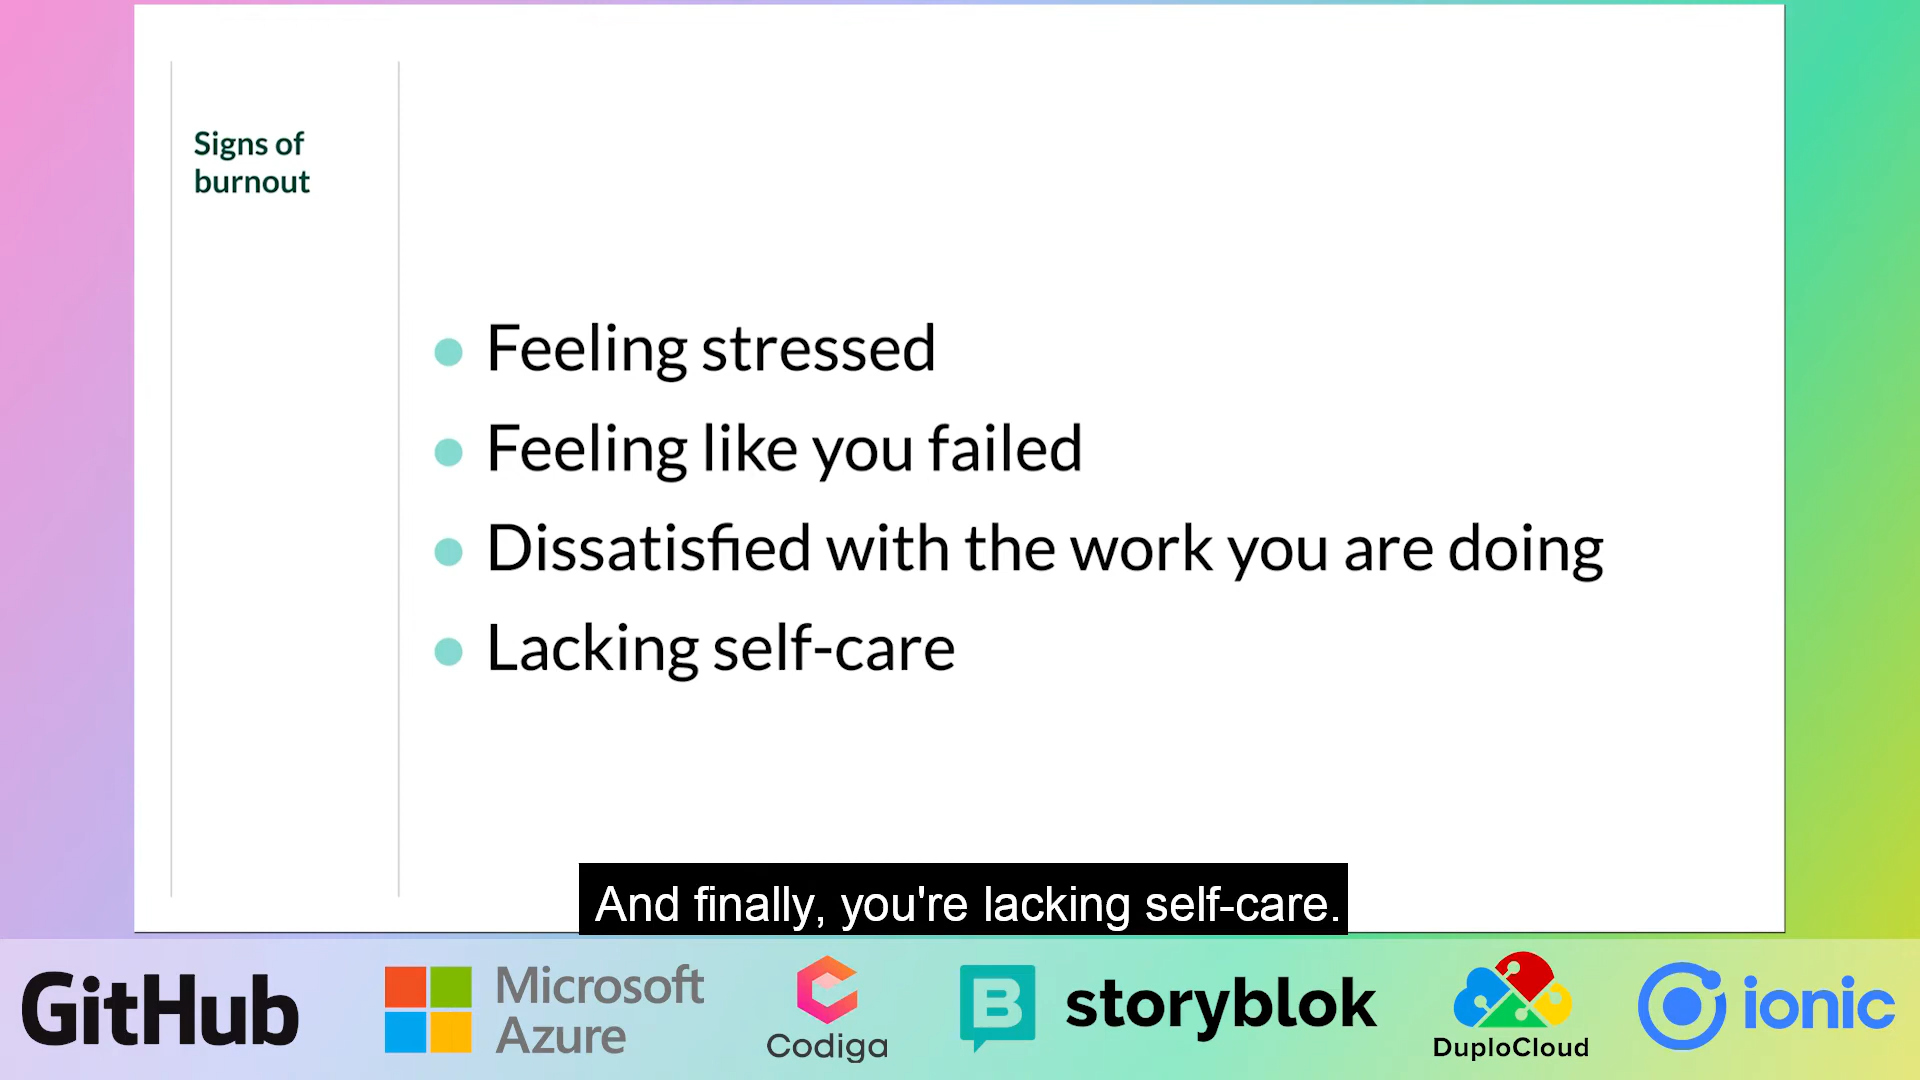 Signs of
burnout
Feeling stressed
Feeling like you failed
Dissatisfied with the work you are doing
Lacking self-care
And finally, you're lacking self-care.
GitHub
Microsoft
Azure
Codiga
B
storyblok
DuploCloud
ionic